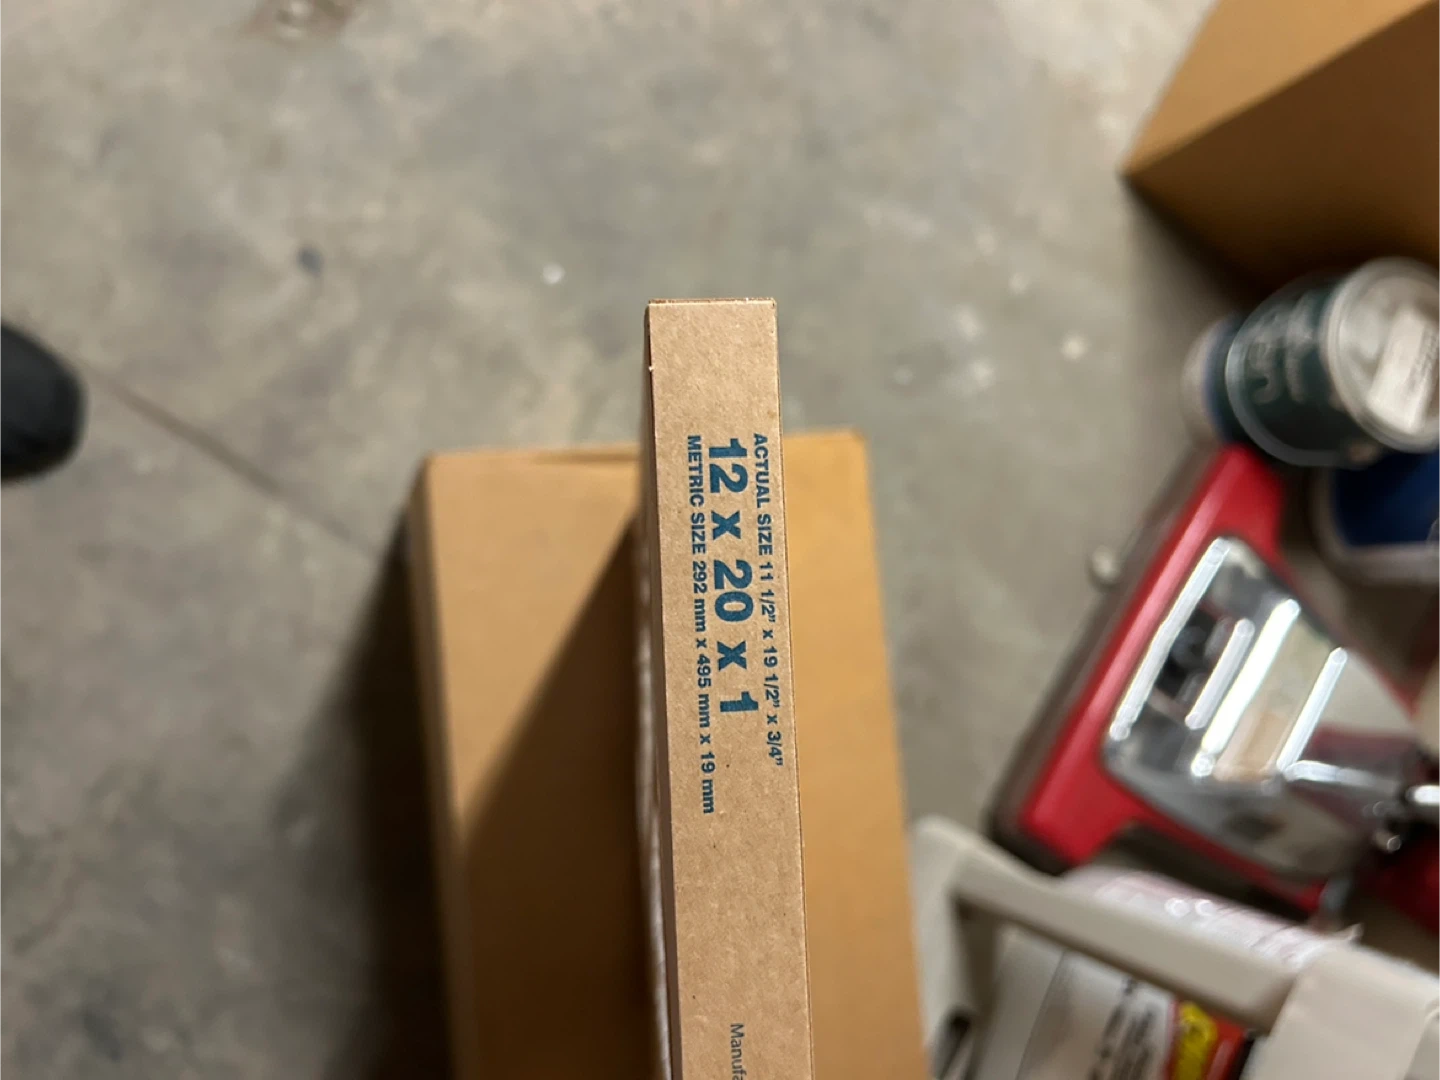 ACTUAL SIZE 11 1/2" x 19 1/2" x 3/4"
12 x 20 x 1
METRIC SIZE 292 mm x 495 mm x 19 mm
Manufa